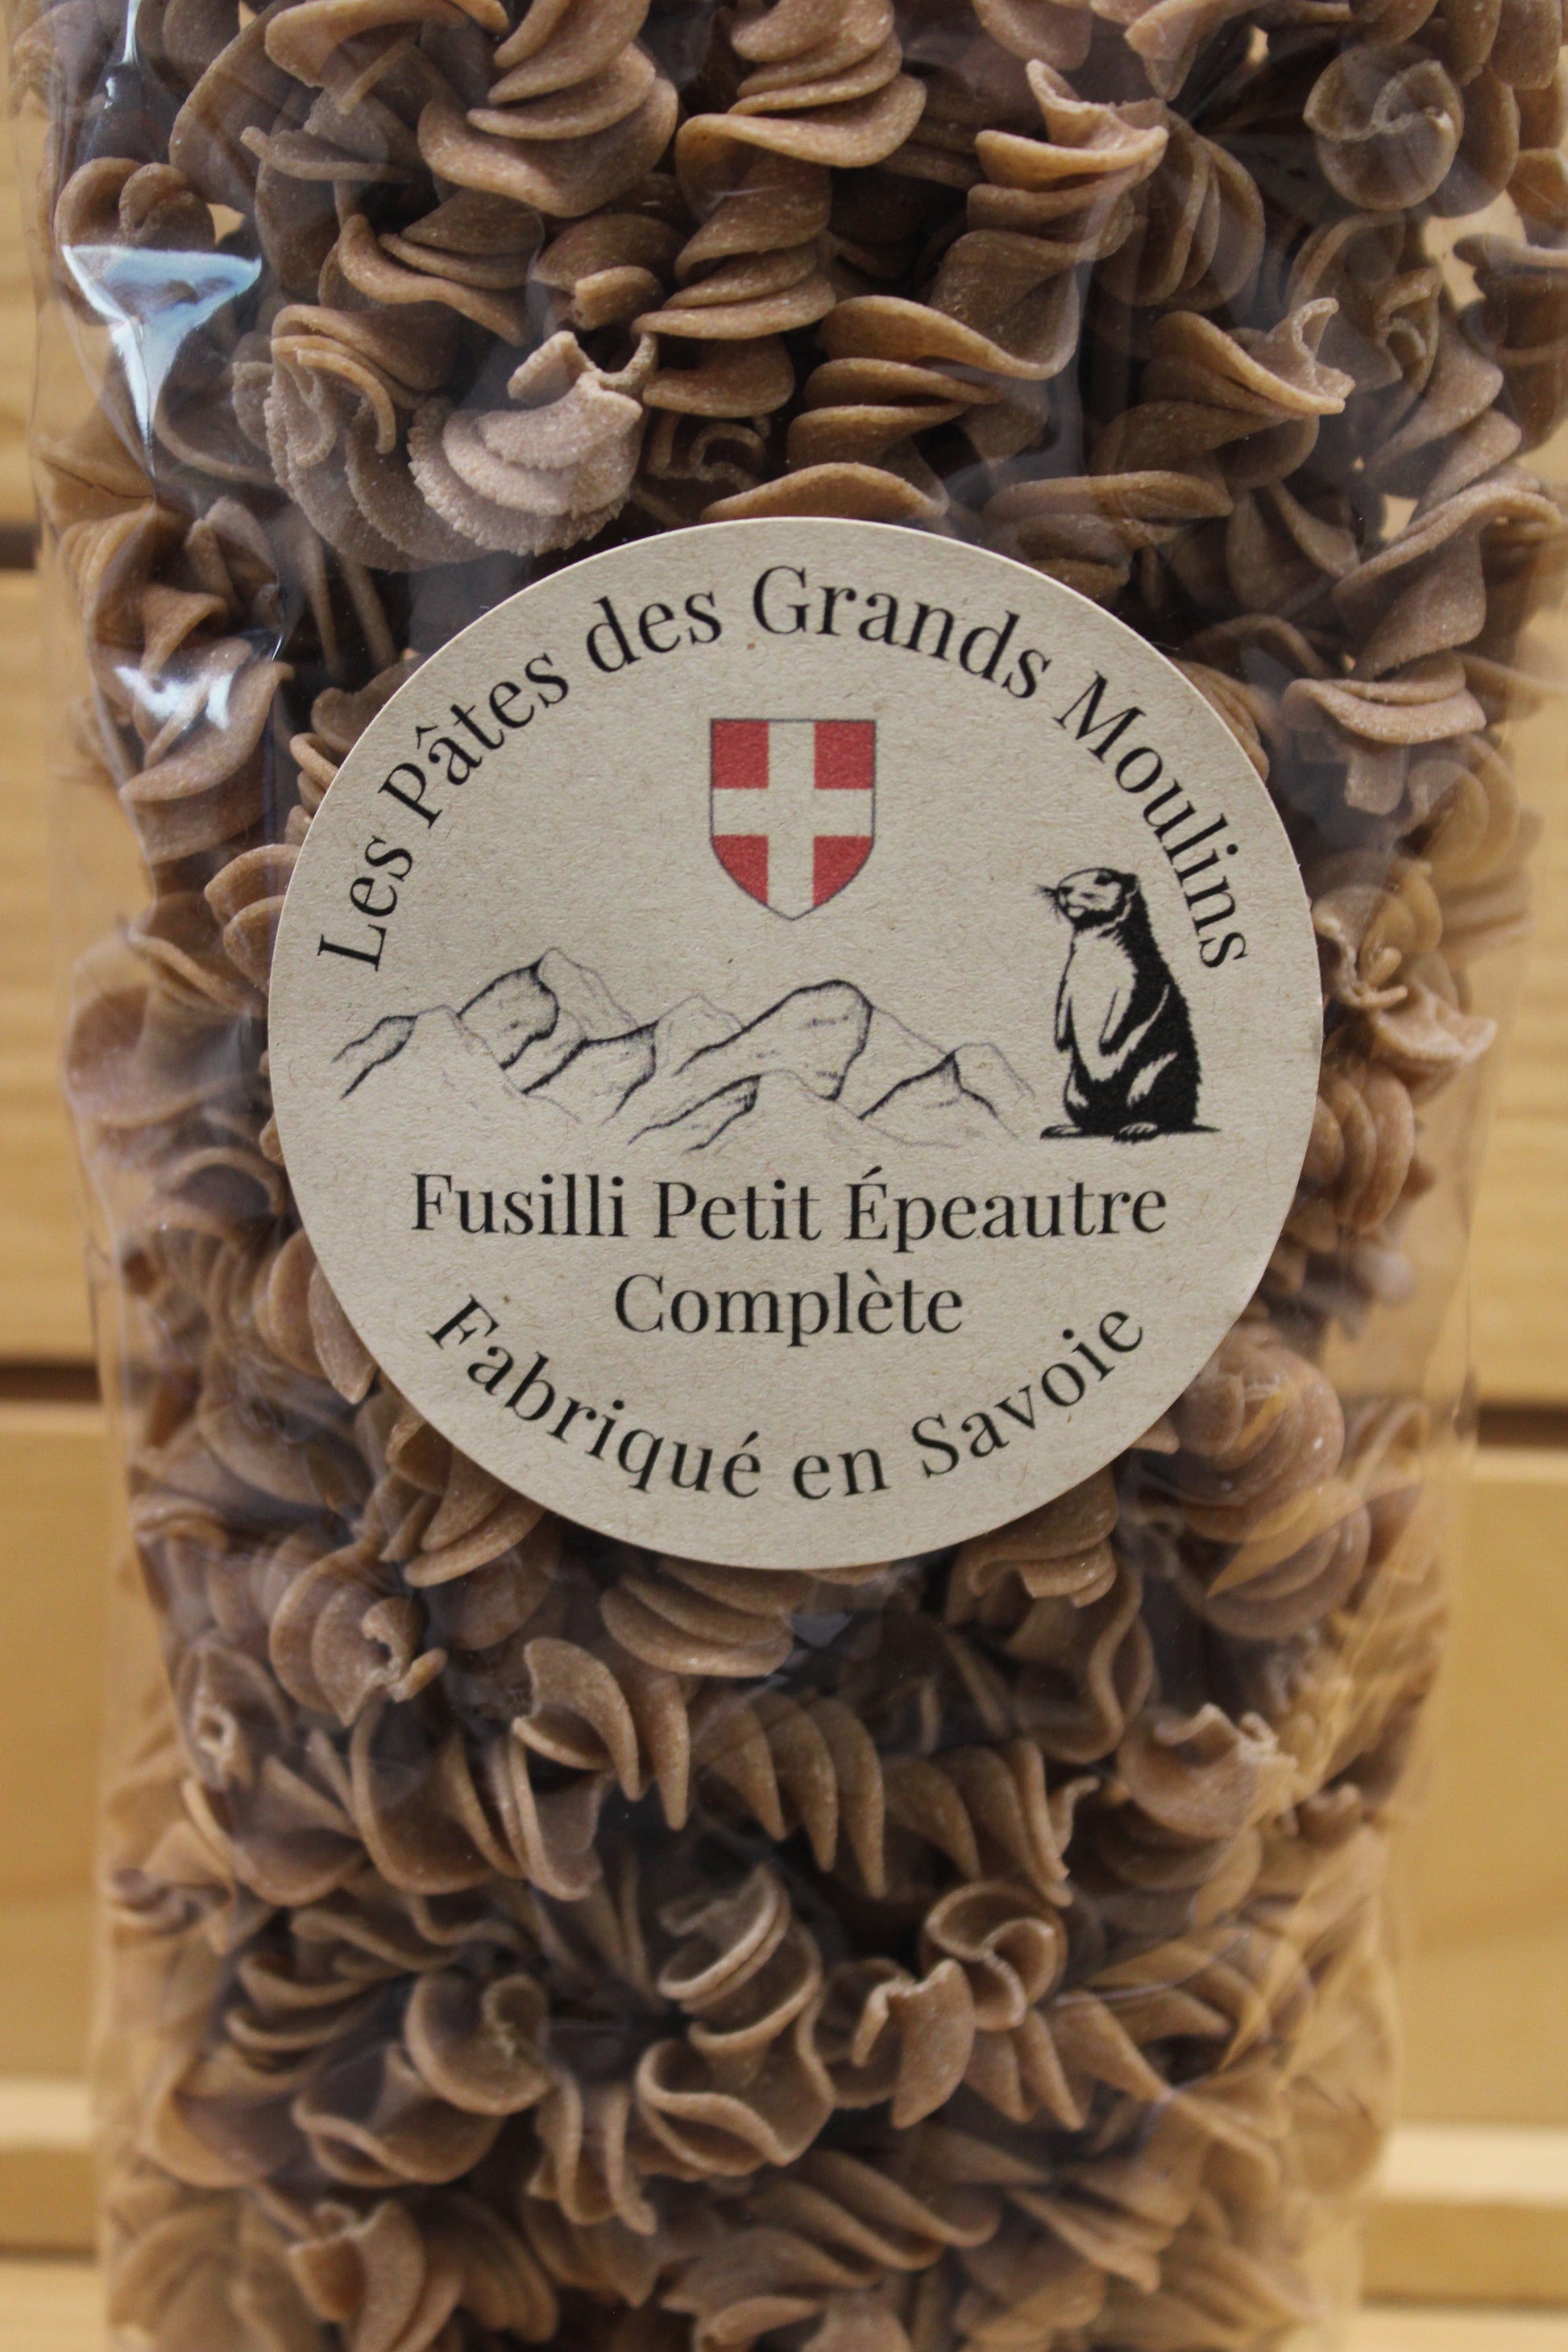 Les Pâtes des Grands Moulins
Fusilli Petit Épeautre
Complète
Fabriqué en Savoie